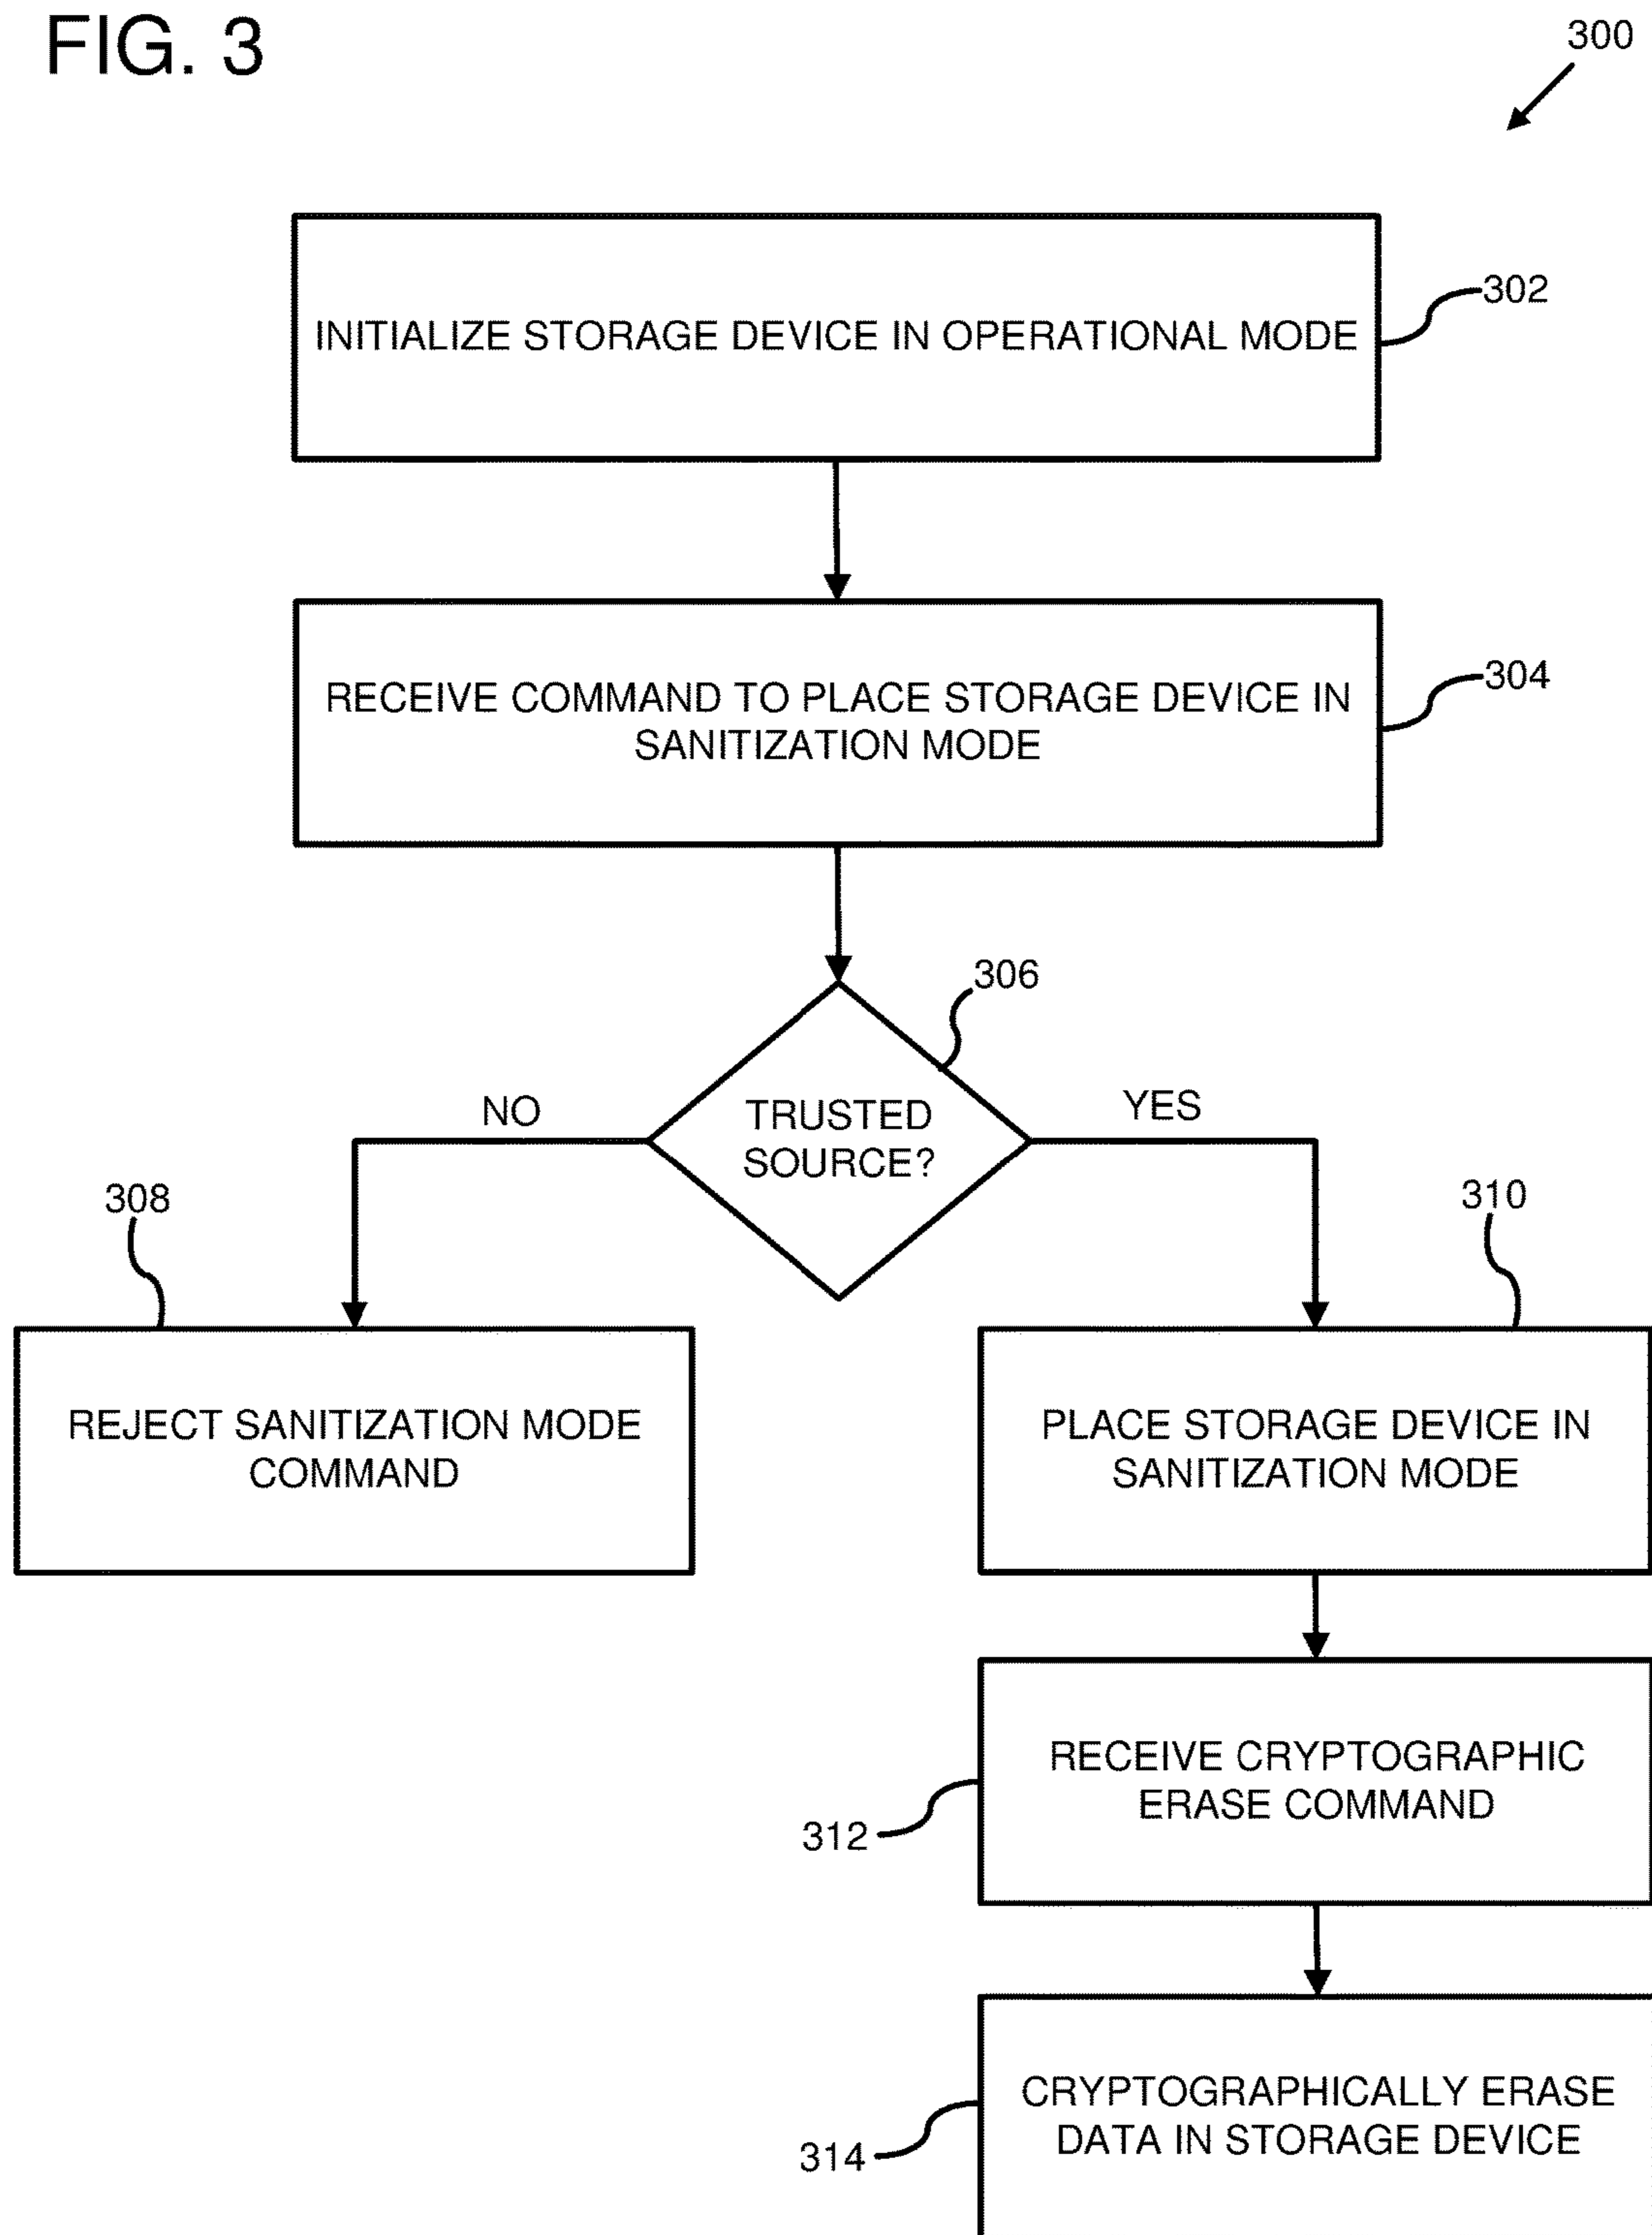 FIG. 3
300
INITIALIZE STORAGE DEVICE IN OPERATIONAL MODE
302
RECEIVE COMMAND TO PLACE STORAGE DEVICE IN
SANITIZATION MODE
304
306
TRUSTED
SOURCE?
NO
YES
308
310
REJECT SANITIZATION MODE
COMMAND
PLACE STORAGE DEVICE IN
SANITIZATION MODE
RECEIVE CRYPTOGRAPHIC
ERASE COMMAND
312
CRYPTOGRAPHICALLY ERASE
DATA IN STORAGE DEVICE
314